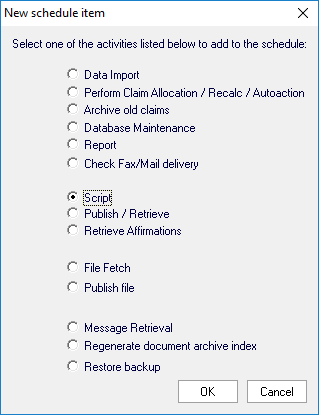 New schedule item
Select one of the activities listed below to add to the schedule:
Data Import
Perform Claim Allocation / Recalc / Autoaction
Archive old claims
Database Maintenance
Report
Check Fax/Mail delivery
Script
Publish / Retrieve
Retrieve Affirmations
File Fetch
Publish file
Message Retrieval
Regenerate document archive index
Restore backup
OK
Cancel